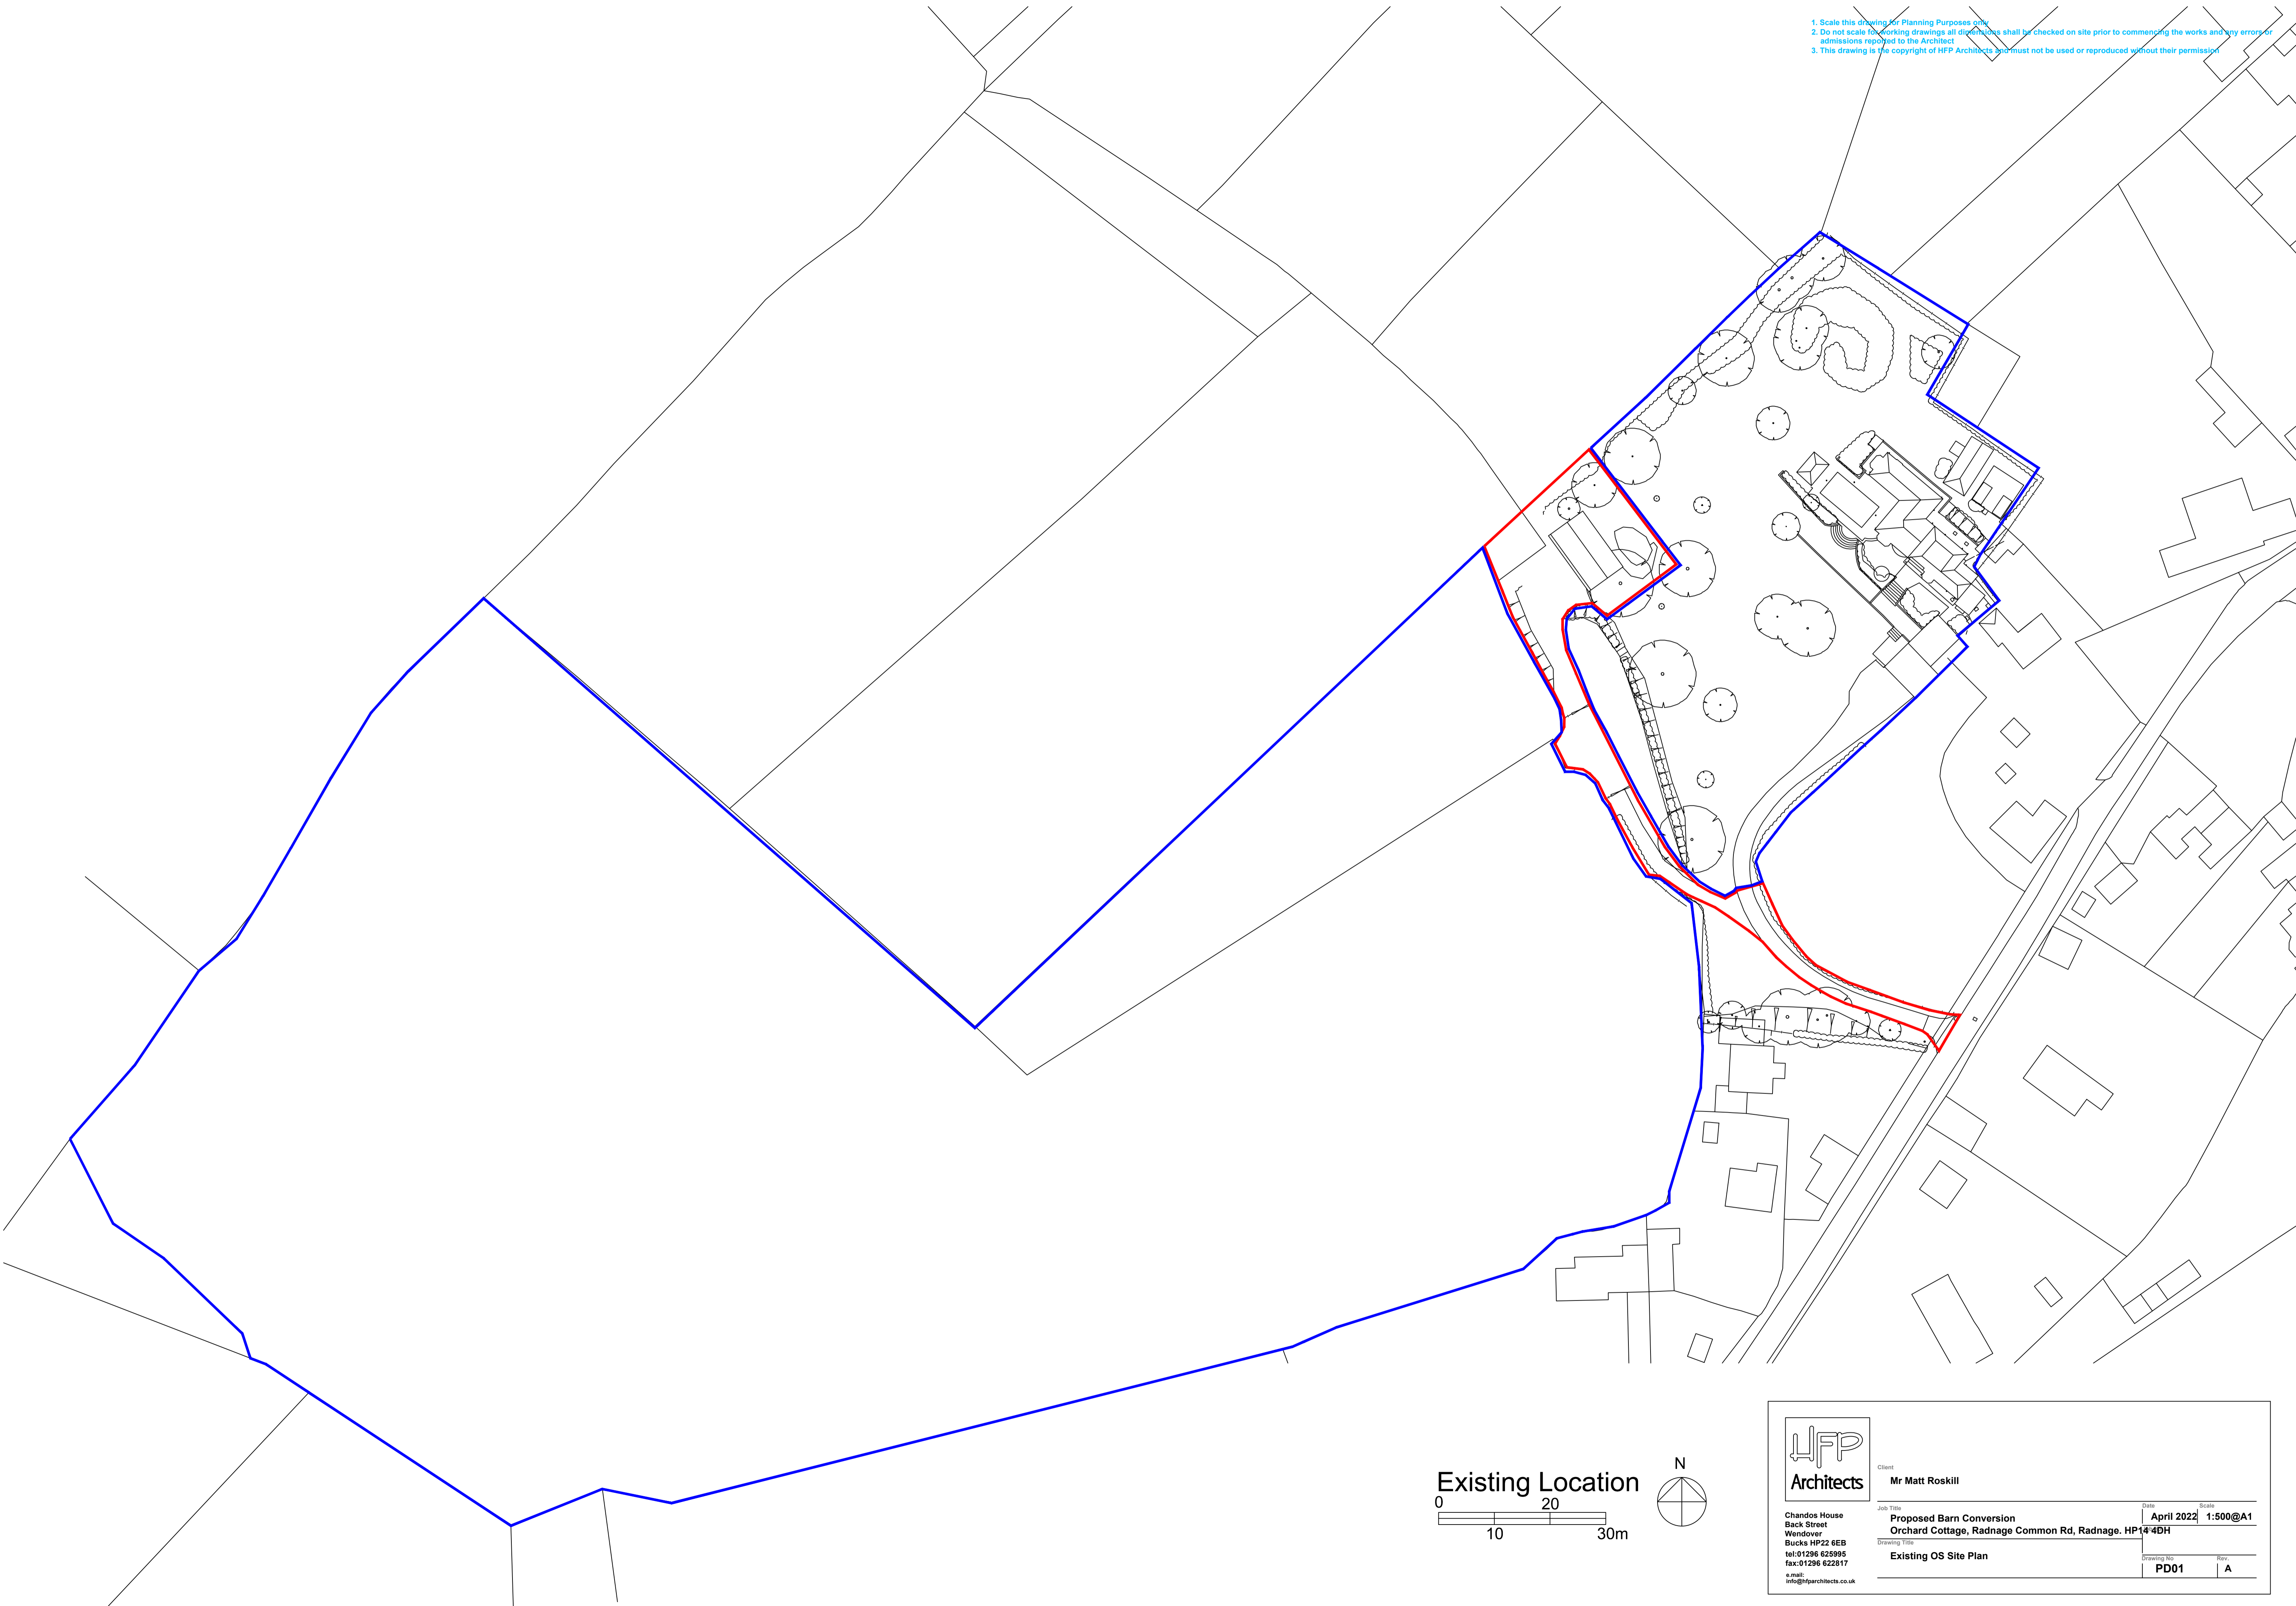 1. Scale this drawing for Planning Purposes only
2. Do not scale for working drawings all dimensions shall be checked on site prior to commencing the works and any errors or
admissions reported to the Architect
3. This drawing is the copyright of HFP Architects and must not be used or reproduced without their permission
Existing Location
0 20
10 30m
N
HFP
Architects
Chandos House
Back Street
Wendover
Bucks HP22 6EB
tel:01296 625995
fax:01296 622817
e.mail:
info@hfparchitects.co.uk
Client
Mr Matt Roskill
Job Title
Proposed Barn Conversion
Orchard Cottage, Radnage Common Rd, Radnage. HP14 4DH
Drawing Title
Existing OS Site Plan
Date Scale
April 2022 1:500@A1
Drawing No Rev.
PD01 A